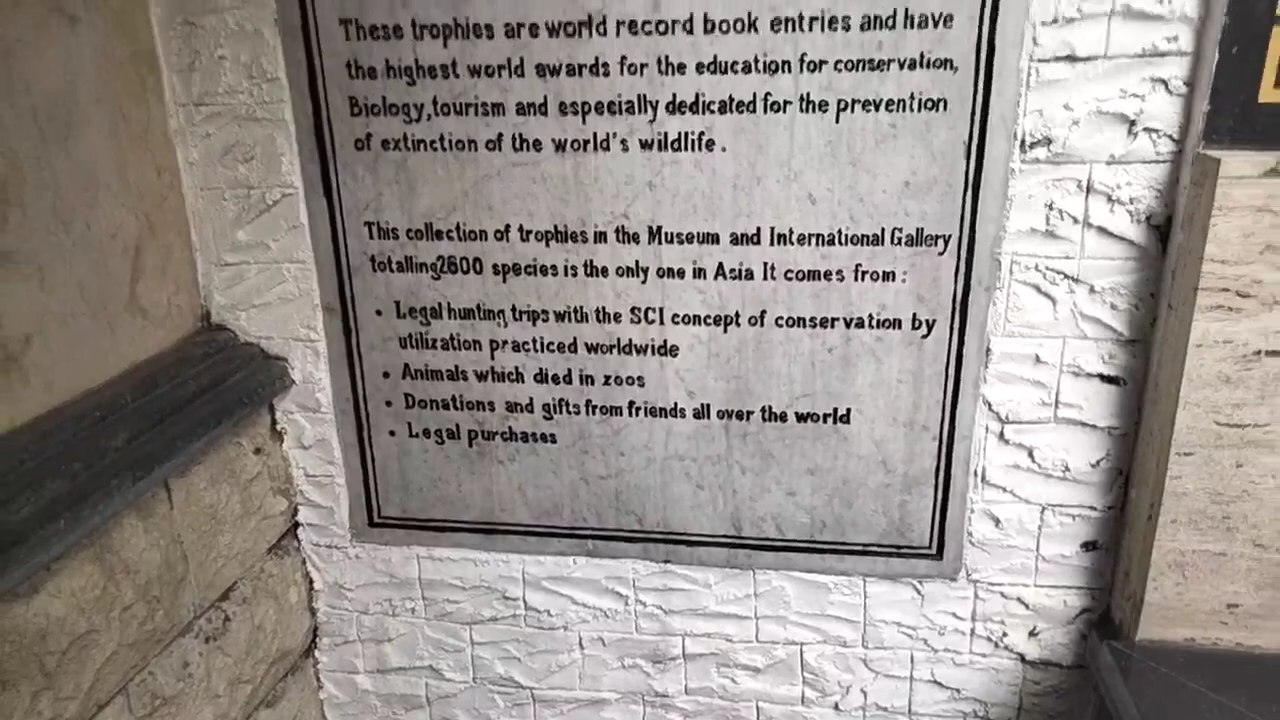 These trophies are world record book entries and have
the highest world awards for the education for conservation,
Biology,tourism and especially dedicated for the prevention
of extinction of the world's wildlife.
This collection of trophies in the Museum and International Gallery
totalling2600 species is the only one in Asia It comes from :
• Legal hunting trips with the SCI concept of conservation by
utilization practiced worldwide
• Animals which died in zoos
• Donations and gifts from friends all over the world
• Legal purchases